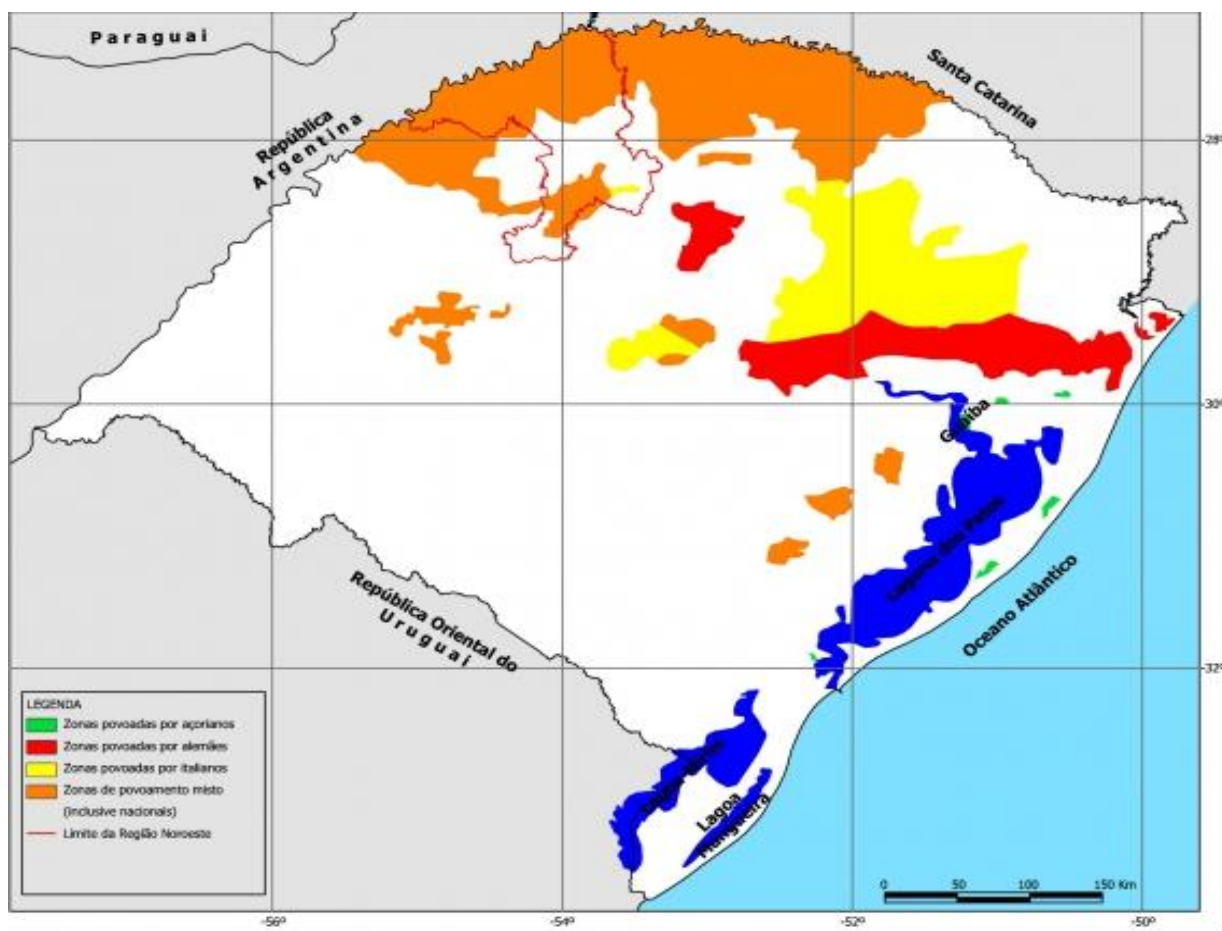 Paraguai
Santa Catarina
República
Argentina
-28º
-30º
Guaíba
Laguna dos Patos
Oceano Atlântico
República Oriental do
Uruguai
-32º
LEGENDA
Zonas povoadas por açorianos
Zonas povoadas por alemães
Zonas povoadas por italianos
Zonas de povoamento misto
(inclusive nacionais)
Limite da Região Noroeste
Lagoa
Mangueira
0 50 100 150 Km
-56º -54º -52º -50º